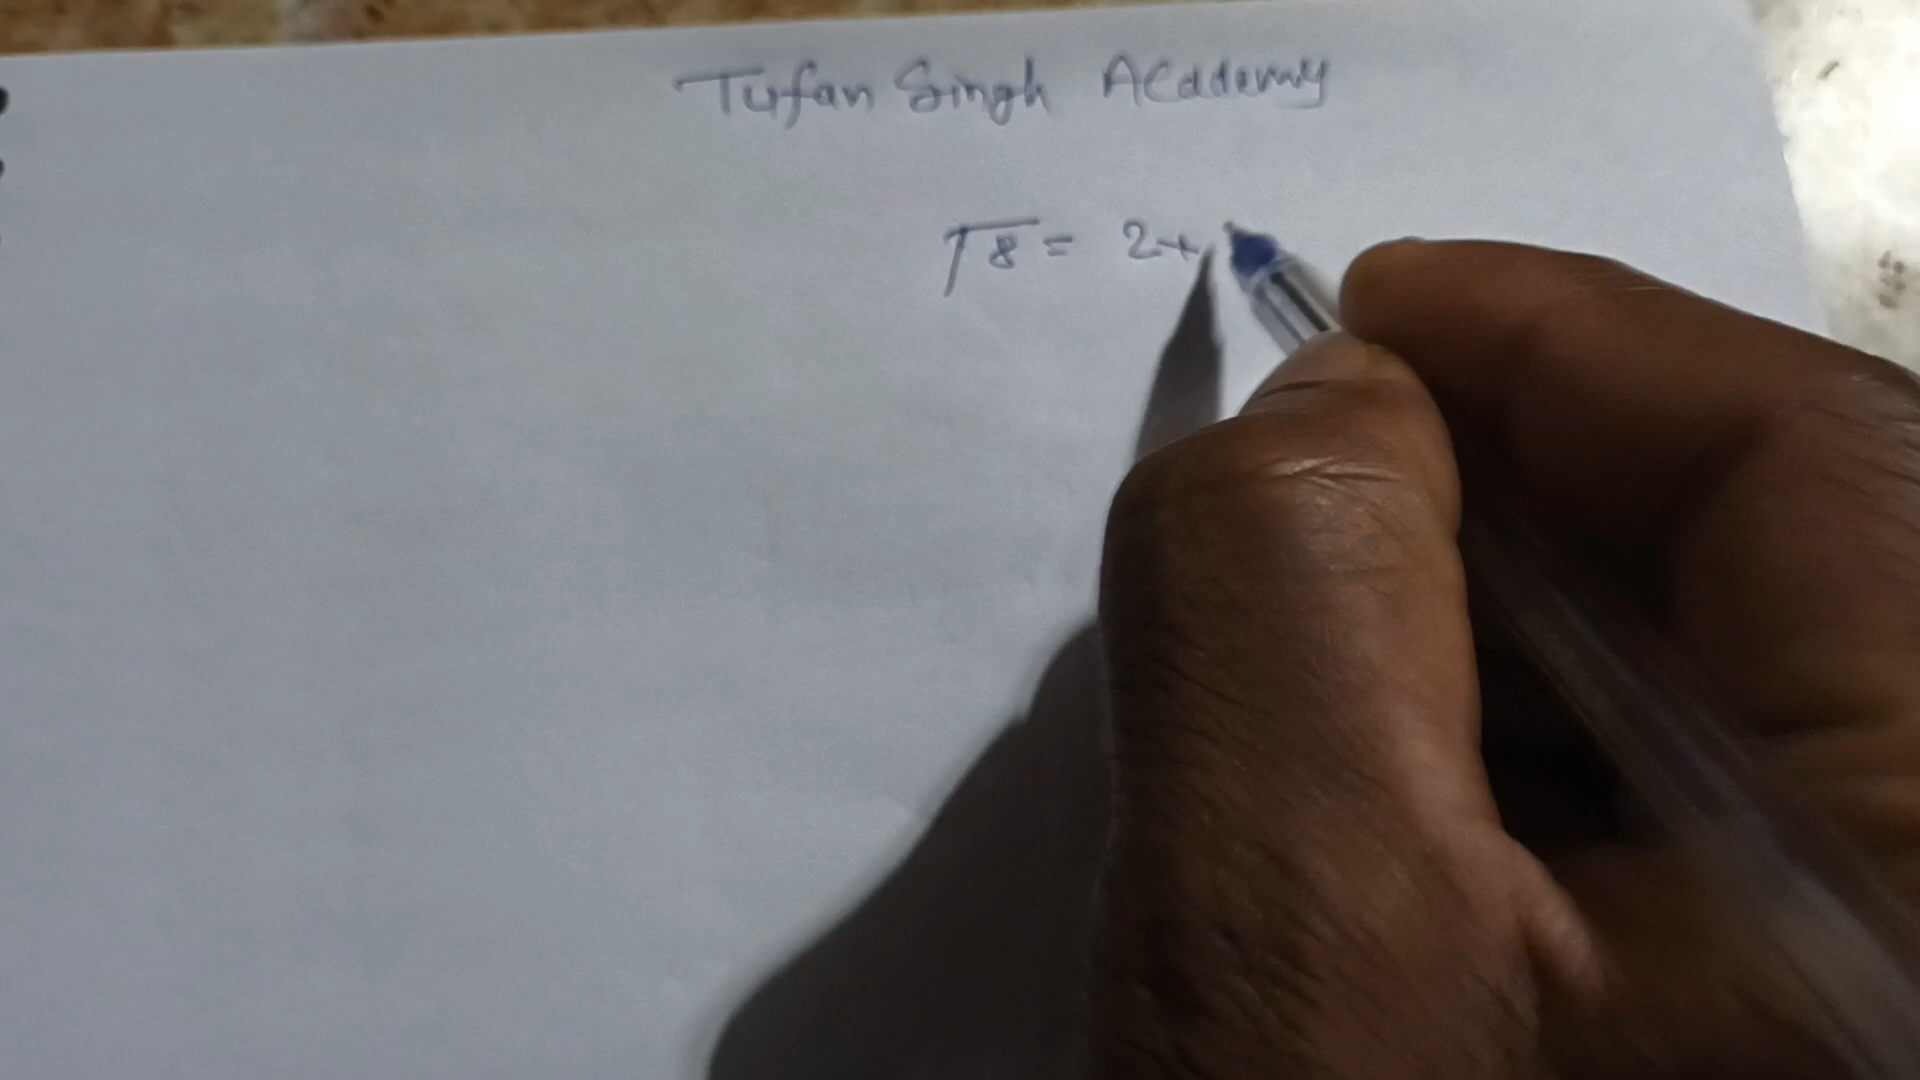 Tufan Singh Academy
√8 = 2+